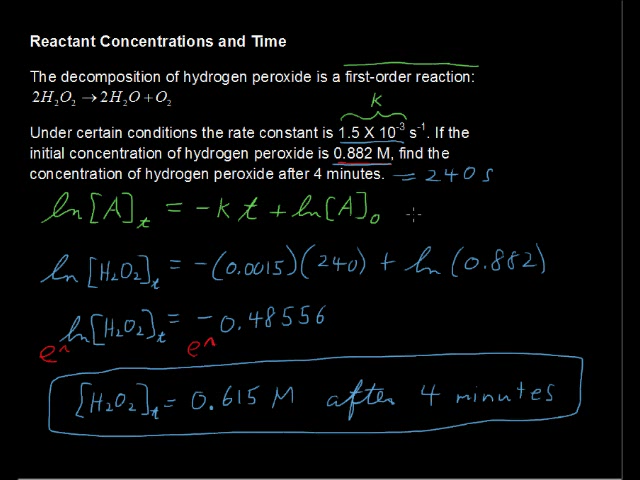 Reactant Concentrations and Time
The decomposition of hydrogen peroxide is a first-order reaction:
2H₂O₂ → 2H₂O + O₂
K
Under certain conditions the rate constant is 1.5 X 10⁻³ s⁻¹. If the
initial concentration of hydrogen peroxide is 0.882 M, find the
concentration of hydrogen peroxide after 4 minutes. = 240 s
ln[A]ₜ = -kt + ln[A]₀
ln[H₂O₂]ₜ = -(0.0015)(240) + ln(0.882)
ln[H₂O₂]ₜ = -0.48556
e^ e^
[H₂O₂]ₜ = 0.615 M after 4 minutes